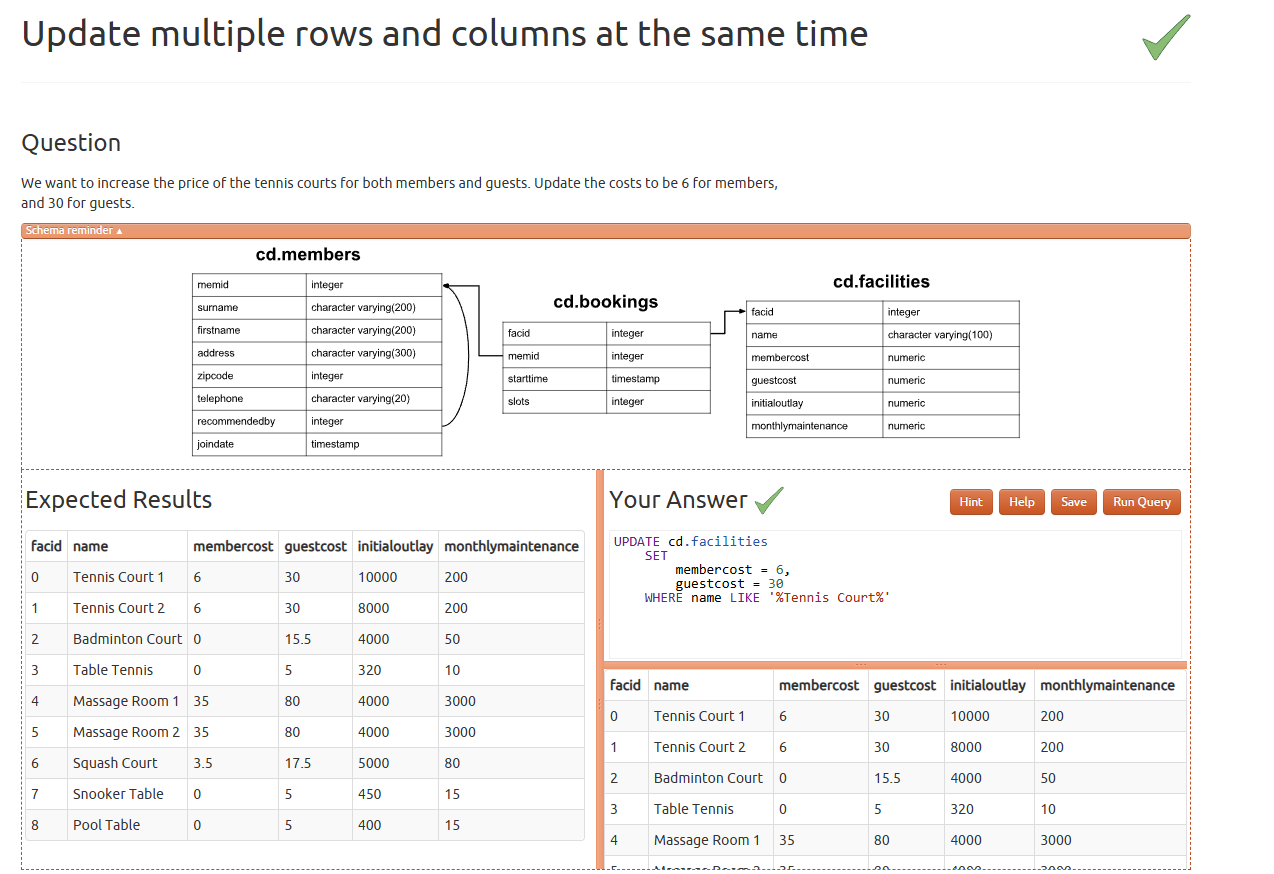 Update multiple rows and columns at the same time
Question
We want to increase the price of the tennis courts for both members and guests. Update the costs to be 6 for members,
and 30 for guests.
Schema reminder ▲
cd.members
memid integer
surname character varying(200)
firstname character varying(200)
address character varying(300)
zipcode integer
telephone character varying(20)
recommendedby integer
joindate timestamp
cd.bookings
facid integer
memid integer
starttime timestamp
slots integer
cd.facilities
facid integer
name character varying(100)
membercost numeric
guestcost numeric
initialoutlay numeric
monthlymaintenance numeric
Expected Results
facid name membercost guestcost initialoutlay monthlymaintenance
0 Tennis Court 1 6 30 10000 200
1 Tennis Court 2 6 30 8000 200
2 Badminton Court 0 15.5 4000 50
3 Table Tennis 0 5 320 10
4 Massage Room 1 35 80 4000 3000
5 Massage Room 2 35 80 4000 3000
6 Squash Court 3.5 17.5 5000 80
7 Snooker Table 0 5 450 15
8 Pool Table 0 5 400 15
Your Answer
Hint Help Save Run Query
UPDATE cd.facilities
SET
membercost = 6,
guestcost = 30
WHERE name LIKE '%Tennis Court%'
facid name membercost guestcost initialoutlay monthlymaintenance
0 Tennis Court 1 6 30 10000 200
1 Tennis Court 2 6 30 8000 200
2 Badminton Court 0 15.5 4000 50
3 Table Tennis 0 5 320 10
4 Massage Room 1 35 80 4000 3000